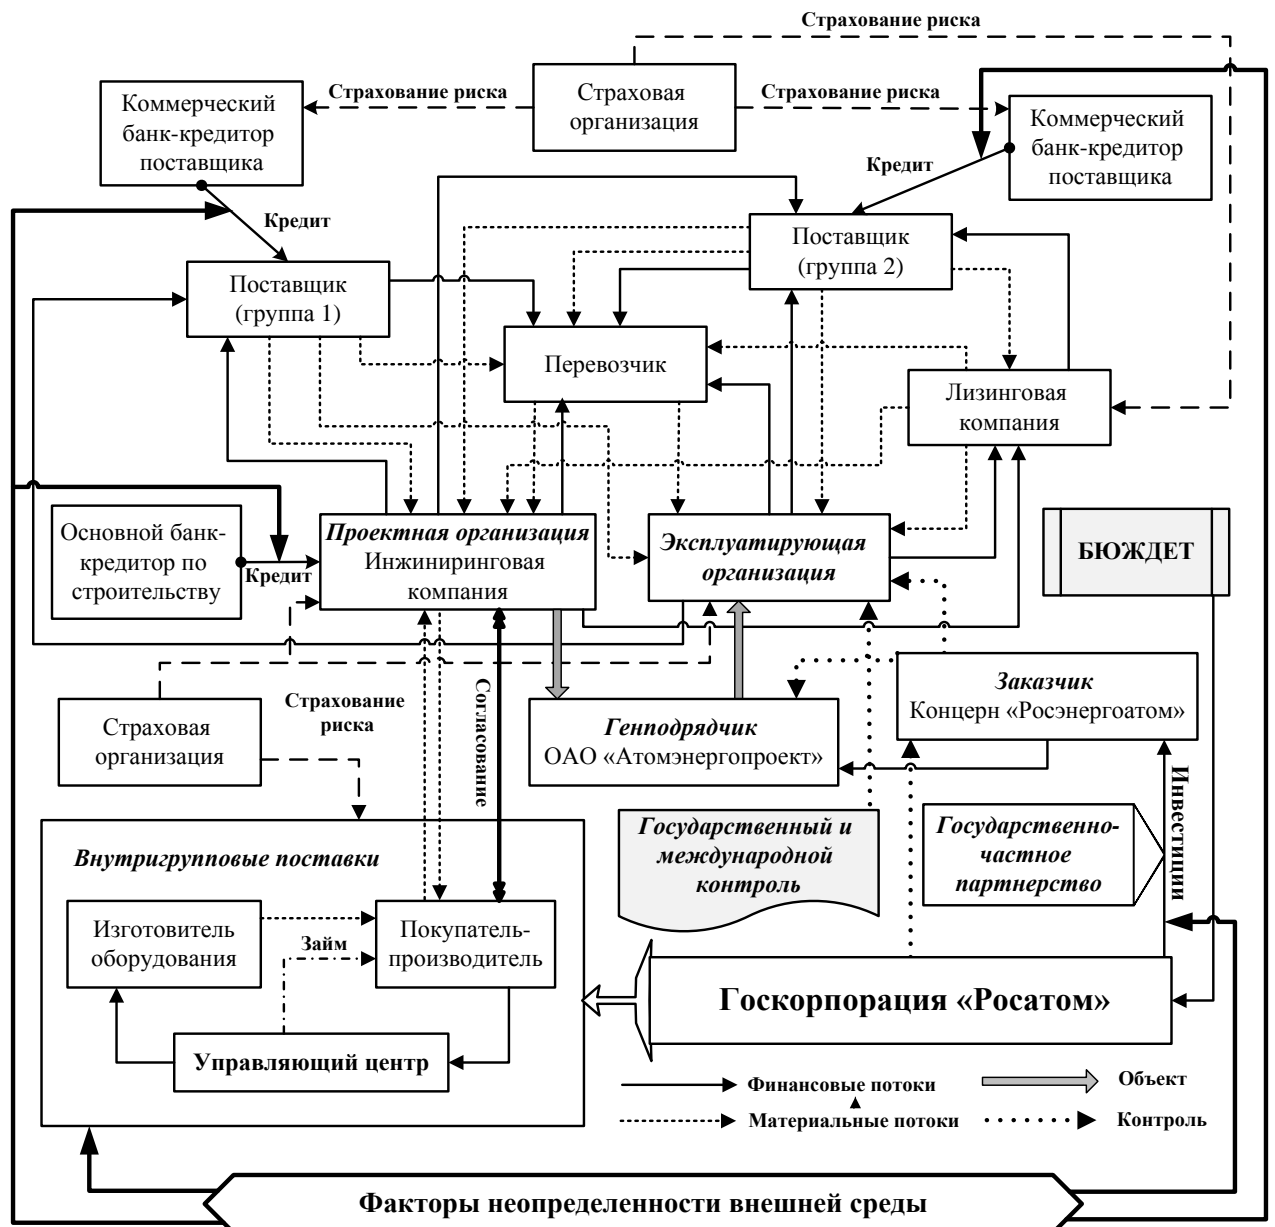 Страхование риска
Страхование риска
Страхование риска
Коммерческий
банк-кредитор
поставщика
Страховая
организация
Коммерческий
банк-кредитор
поставщика
Кредит
Кредит
Поставщик
(группа 1)
Поставщик
(группа 2)
Перевозчик
Лизинговая
компания
Основной банк-
кредитор по
строительству
Кредит
Проектная организация
Инжиниринговая
компания
Эксплуатирующая
организация
БЮЖДЕТ
Страховая
организация
Страхование
риска
Согласование
Генподрядчик
ОАО «Атомэнергопроект»
Заказчик
Концерн «Росэнергоатом»
Инвестиции
Государственный и
международной
контроль
Государственно-
частное
партнерство
Внутригрупповые поставки
Изготовитель
оборудования
Займ
Покупатель-
производитель
Управляющий центр
Госкорпорация «Росатом»
Финансовые потоки
Объект
Материальные потоки
Контроль
Факторы неопределенности внешней среды